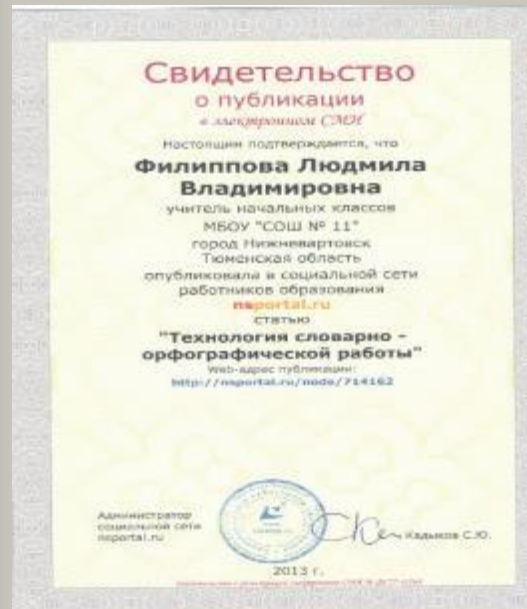 Свидетельство
о публикации
в электронном СМИ
Настоящим подтверждается, что
Филиппова Людмила
Владимировна
учитель начальных классов
МБОУ "СОШ № 11"
город Нижневартовск
Тюменская область
опубликовала в социальной сети
работников образования
nsportal.ru
статью
"Технология словарно -
орфографической работы"
Web-адрес публикации:
http://nsportal.ru/node/714162
Администратор
социальной сети
nsportal.ru
Кадыков С.Ю.
2013 г.